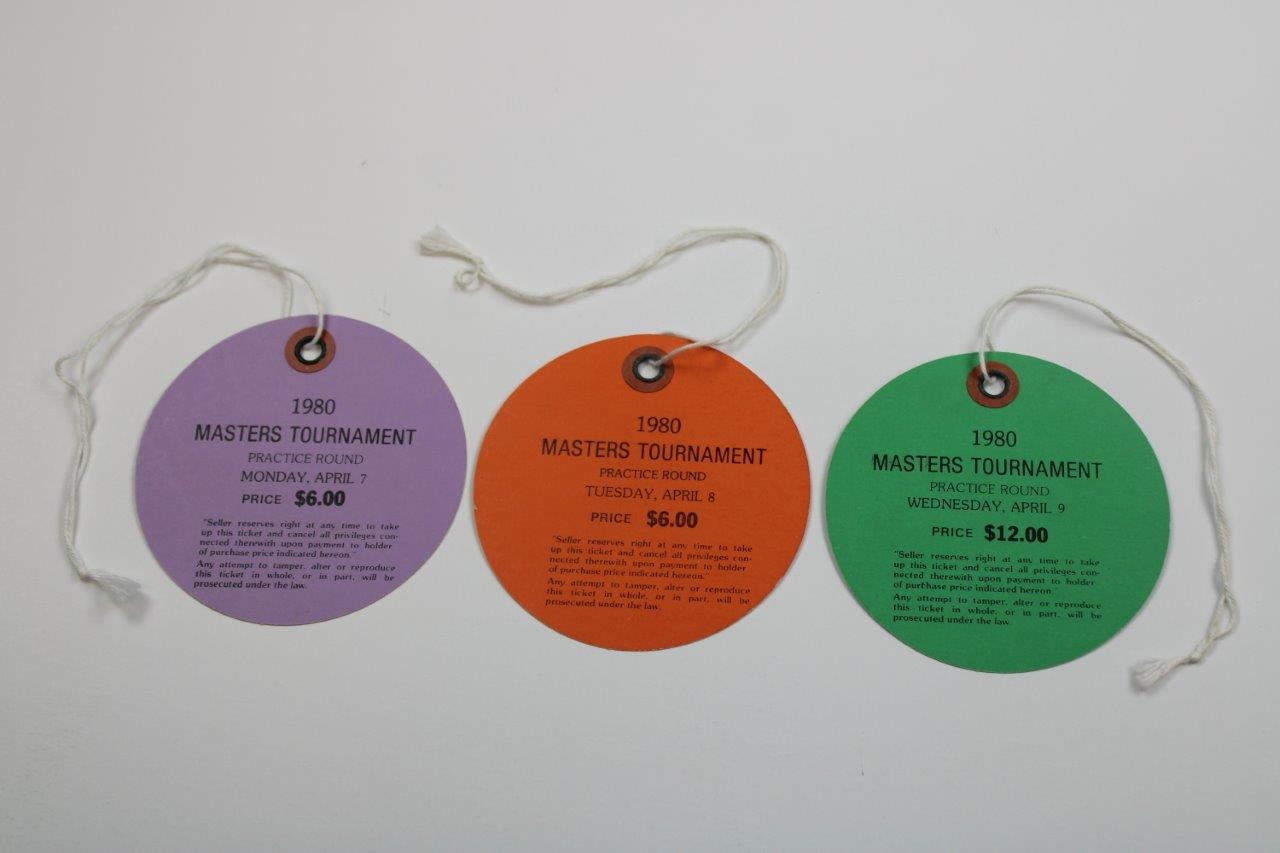 1980
MASTERS TOURNAMENT
PRACTICE ROUND
MONDAY, APRIL 7
PRICE $6.00
"Seller reserves right at any time to take
up this ticket and cancel all privileges con-
nected therewith upon payment to holder
of purchase price indicated hereon."
Any attempt to tamper, alter or reproduce
this ticket in whole, or in part, will be
prosecuted under the law.
1980
MASTERS TOURNAMENT
PRACTICE ROUND
TUESDAY, APRIL 8
PRICE $6.00
"Seller reserves right at any time to take
up this ticket and cancel all privileges con-
nected therewith upon payment to holder
of purchase price indicated hereon."
Any attempt to tamper, alter or reproduce
this ticket in whole, or in part, will be
prosecuted under the law.
1980
MASTERS TOURNAMENT
PRACTICE ROUND
WEDNESDAY, APRIL 9
PRICE $12.00
"Seller reserves right at any time to take
up this ticket and cancel all privileges con-
nected therewith upon payment to holder
of purchase price indicated hereon."
Any attempt to tamper, alter or reproduce
this ticket in whole, or in part, will be
prosecuted under the law.